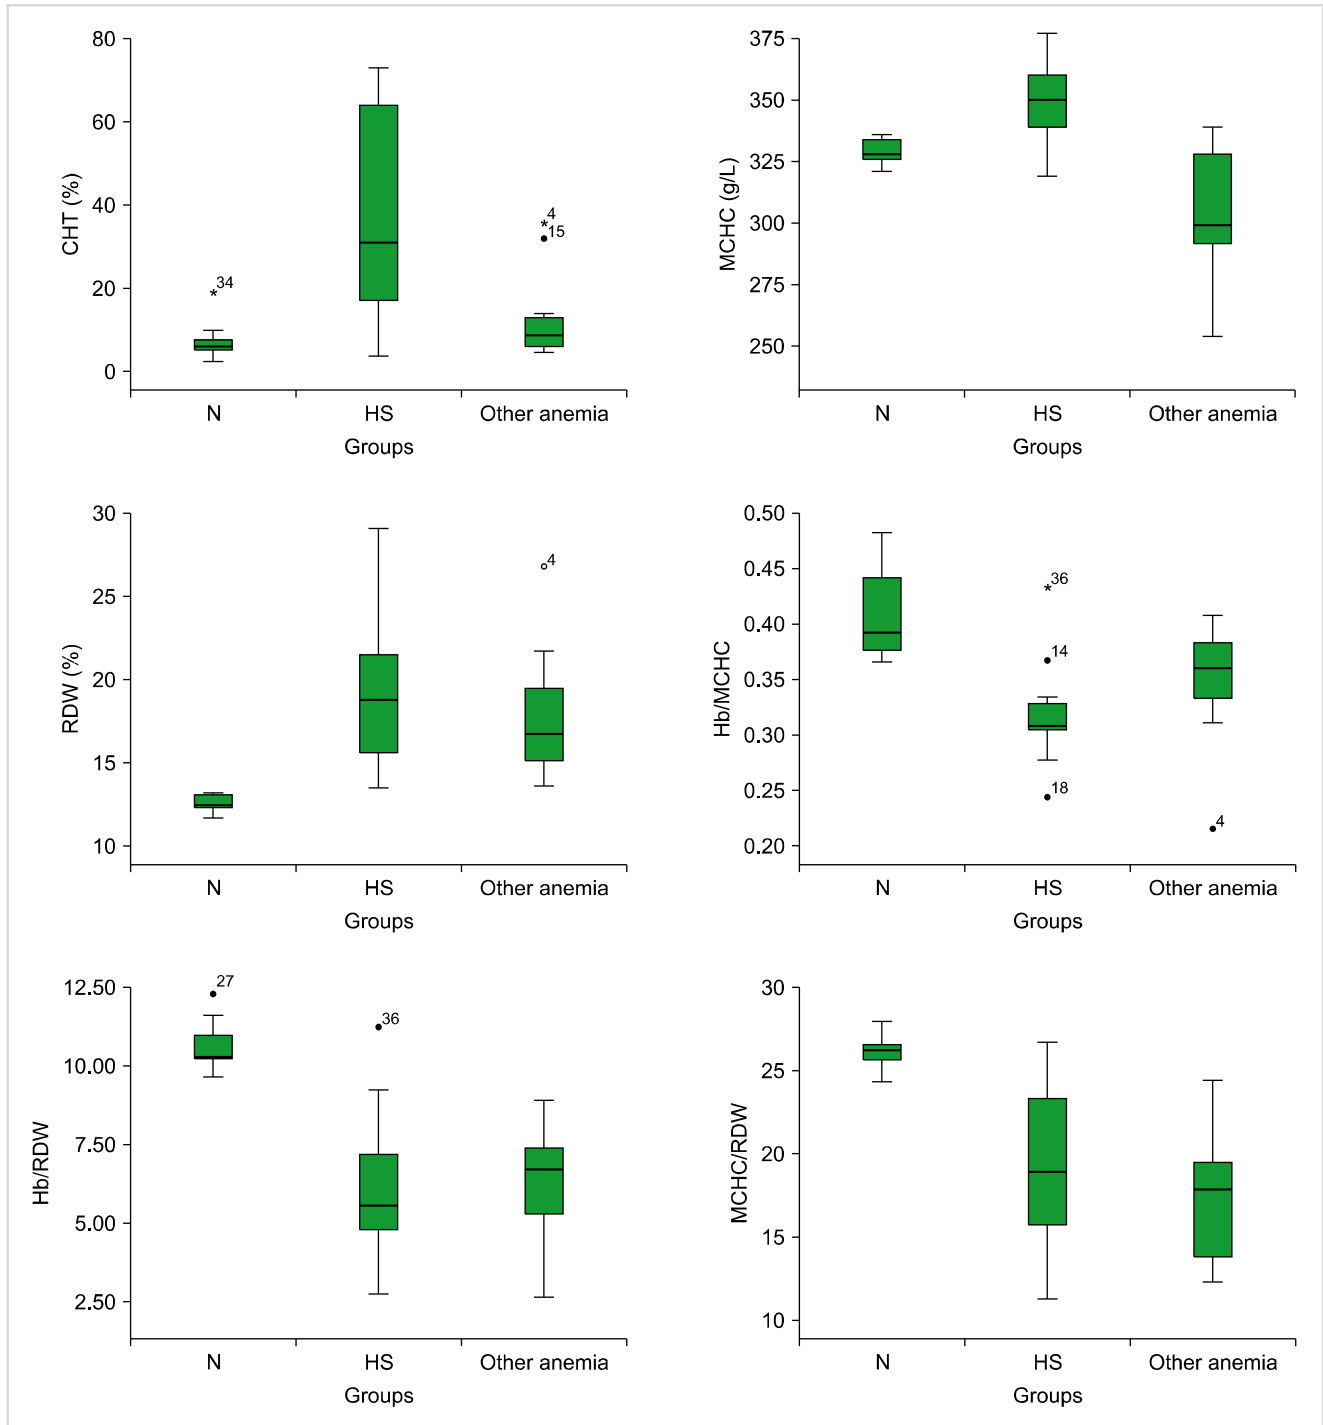 CHT (%)
80
60
40
20
0
*34
*4
15
N HS Other anemia
Groups
MCHC (g/L)
375
350
325
300
275
250
N HS Other anemia
Groups
RDW (%)
30
25
20
15
10
4
N HS Other anemia
Groups
Hb/MCHC
0.50
0.45
0.40
0.35
0.30
0.25
0.20
*36
14
18
4
N HS Other anemia
Groups
Hb/RDW
12.50
10.00
7.50
5.00
2.50
27
36
N HS Other anemia
Groups
MCHC/RDW
30
25
20
15
10
N HS Other anemia
Groups